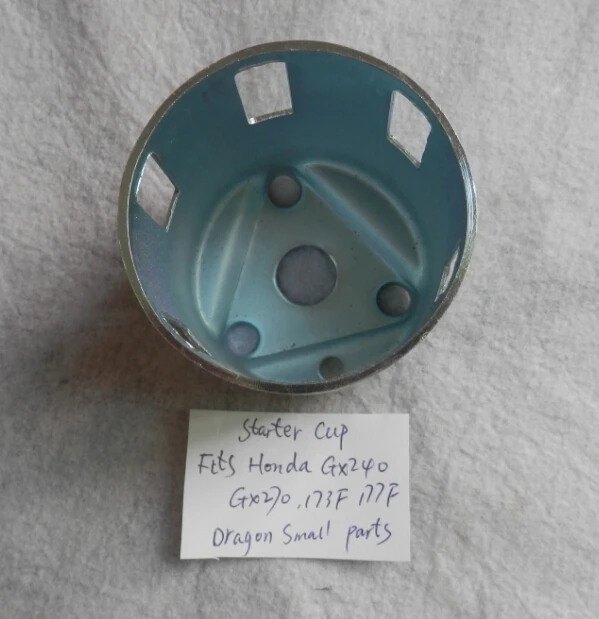 Starter Cup
Fits Honda Gx240
Gx270.173F 177F
Dragon Small parts